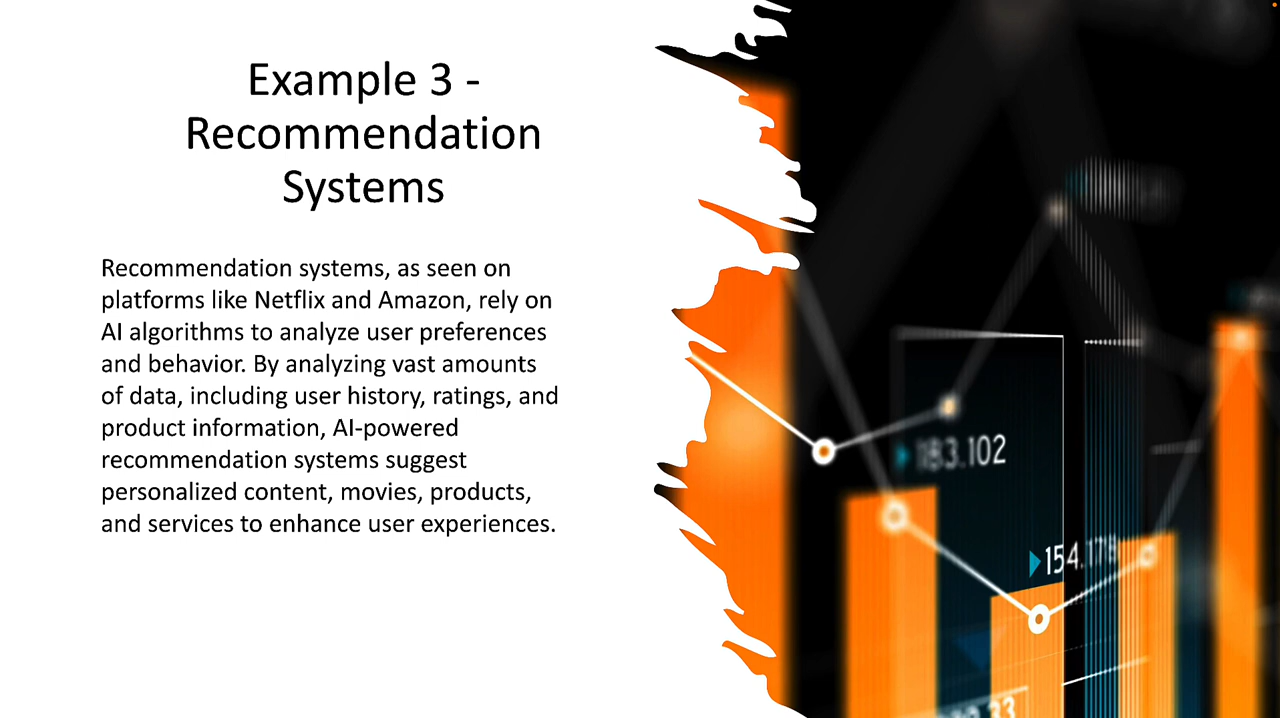 Example 3 -
Recommendation
Systems
Recommendation systems, as seen on
platforms like Netflix and Amazon, rely on
AI algorithms to analyze user preferences
and behavior. By analyzing vast amounts
of data, including user history, ratings, and
product information, AI-powered
recommendation systems suggest
personalized content, movies, products,
and services to enhance user experiences.
183.102
154.178